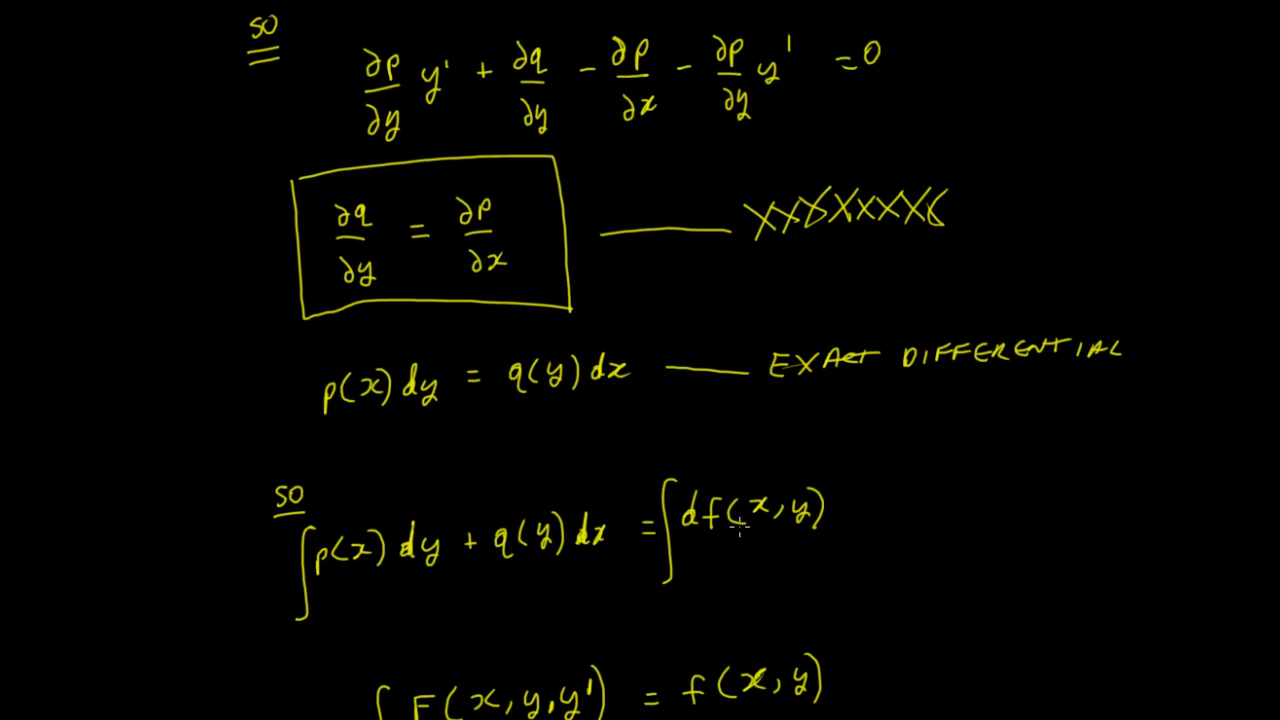 SO
∂p/∂y y' + ∂q/∂y - ∂p/∂x - ∂p/∂y y' = 0
∂q/∂y = ∂p/∂x
p(x) dy = q(y) dx — EXACT DIFFERENTIAL
SO
∫ p(x) dy + q(y) dx = ∫ df(x,y)
∫ F(x,y,y') = f(x,y)